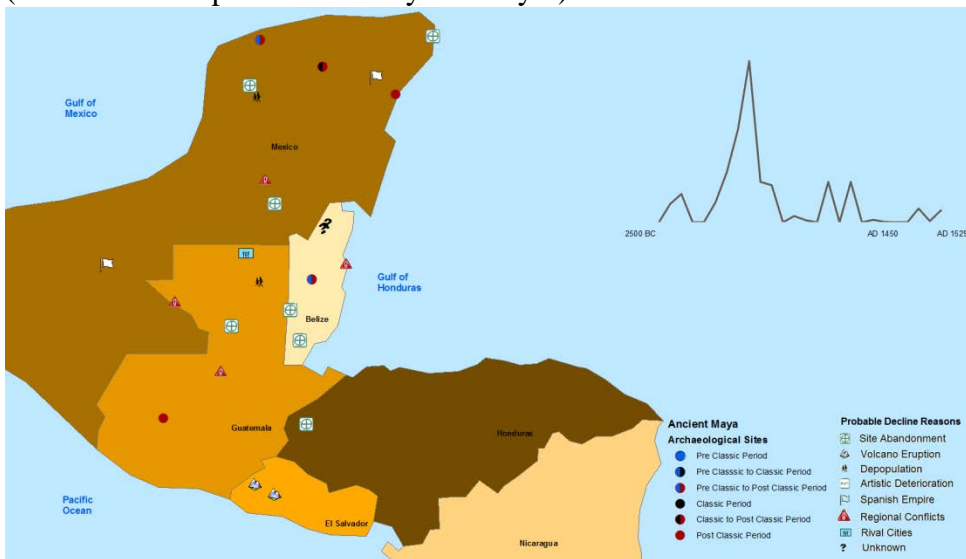 Gulf of
Mexico
Mexico
2500 BC
AD 1450
AD 1525
Gulf of
Honduras
Belize
Guatemala
Honduras
Pacific
Ocean
El Salvador
Nicaragua
Ancient Maya
Archaeological Sites
Pre Classic Period
Pre Classsic to Classic Period
Pre Classic to Post Classic Period
Classic Period
Classic to Post Classic Period
Post Classic Period
Probable Decline Reasons
Site Abandonment
Volcano Eruption
Depopulation
Artistic Deterioration
Spanish Empire
Regional Conflicts
Rival Cities
Unknown